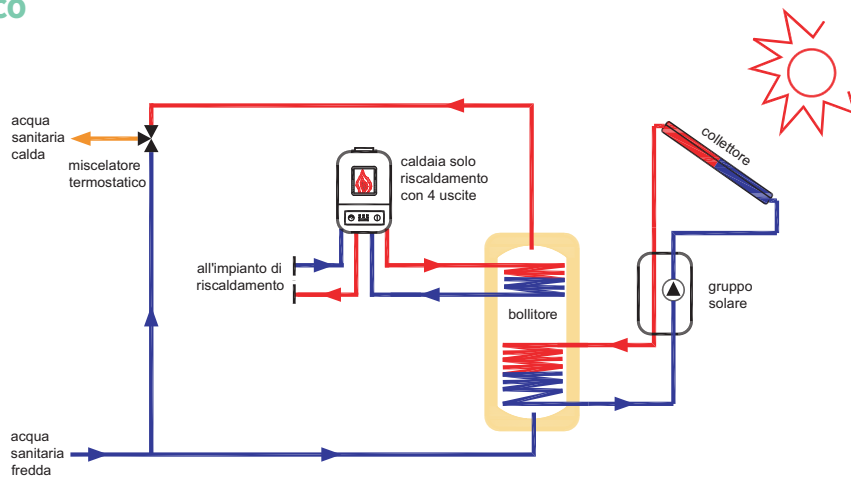 co
acqua
sanitaria
calda
miscelatore
termostatico
caldaia solo
riscaldamento
con 4 uscite
collettore
all'impianto di
riscaldamento
bollitore
gruppo
solare
acqua
sanitaria
fredda